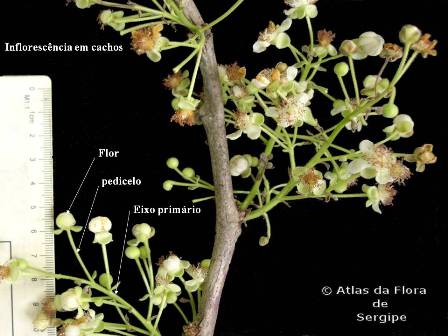 Inflorescência em cachos
Flor
pedicelo
Eixo primário
© Atlas da Flora
de
Sergipe